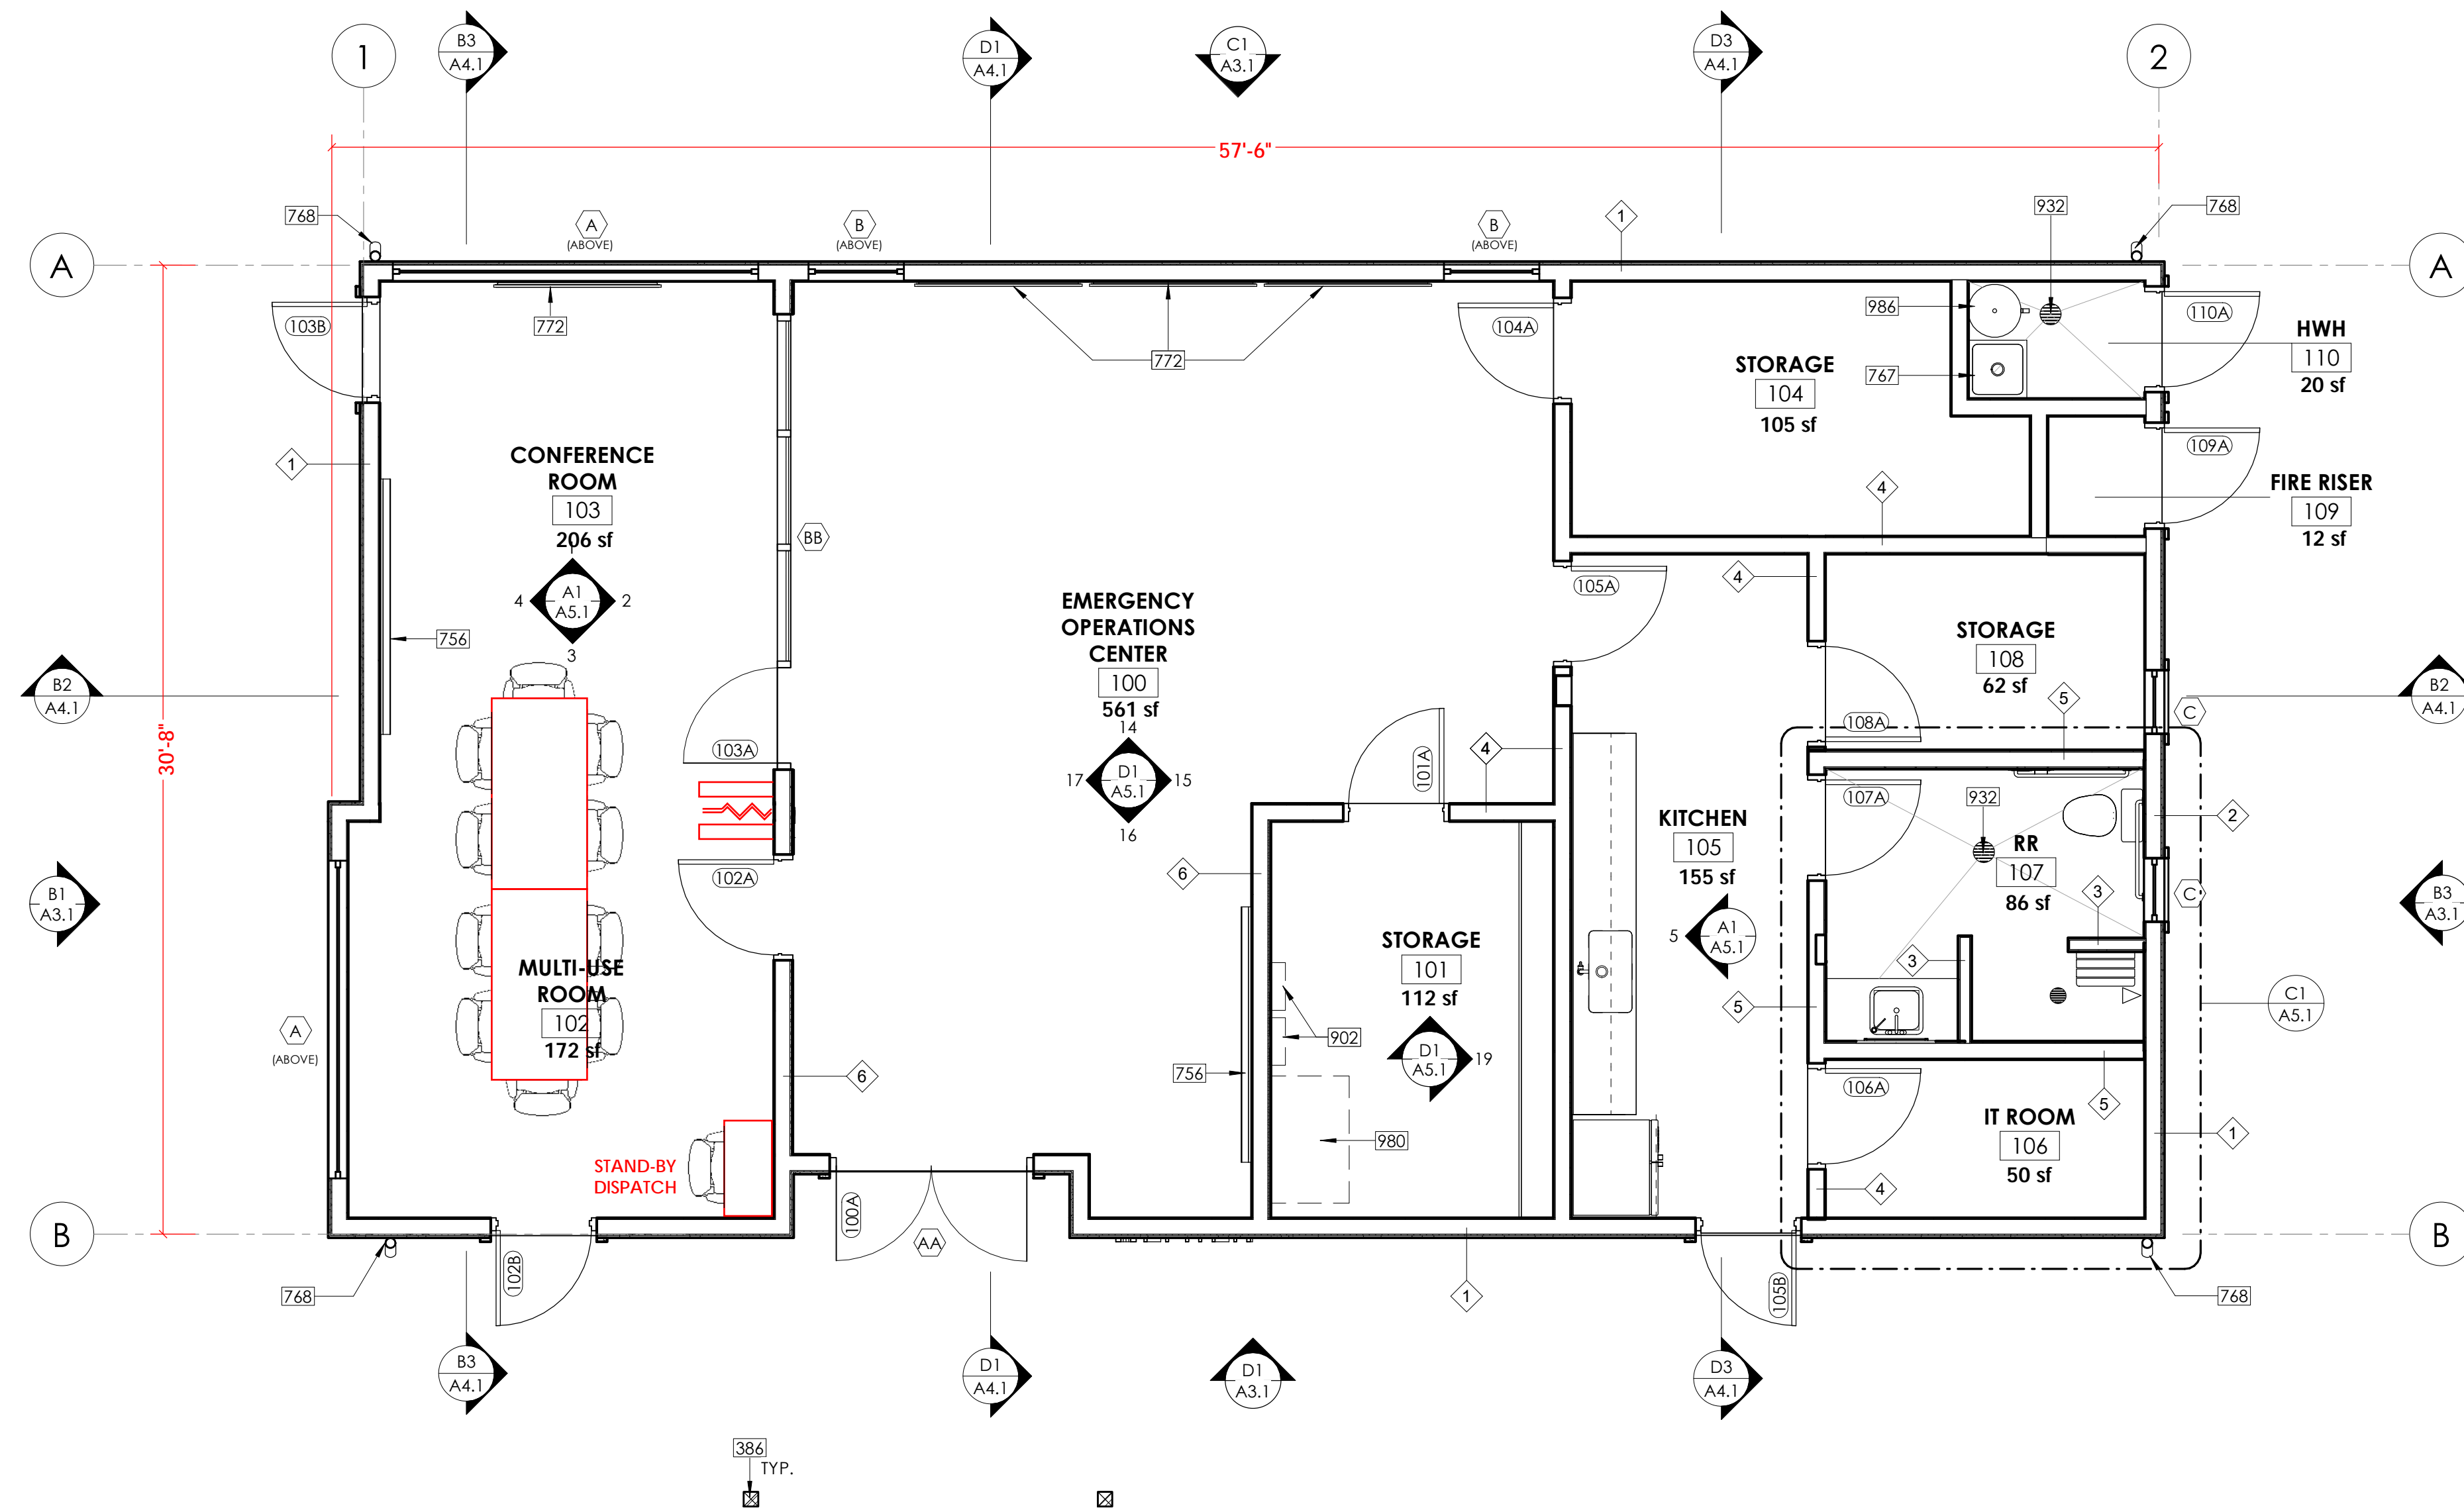 1
B3
A4.1
D1
A4.1
C1
A3.1
D3
A4.1
2
57'-6"
768
A
(ABOVE)
B
(ABOVE)
B
(ABOVE)
1
932
768
A
A
103B
772
772
104A
986
767
STORAGE
104
105 sf
110A
HWH
110
20 sf
109A
FIRE RISER
109
12 sf
1
CONFERENCE
ROOM
103
206 sf
1
A1
A5.1
4
2
3
BB
4
105A
4
756
EMERGENCY
OPERATIONS
CENTER
100
561 sf
14
D1
A5.1
17
15
16
STORAGE
108
62 sf
5
B2
A4.1
B2
A4.1
C
30'-8"
103A
101A
4
108A
107A
932
RR
107
86 sf
2
KITCHEN
105
155 sf
102A
6
3
C
B1
A3.1
B3
A3.1
A1
A5.1
5
STORAGE
101
112 sf
3
MULTI-USE
ROOM
102
172 sf
A
(ABOVE)
902
D1
A5.1
19
5
C1
A5.1
6
756
980
106A
5
IT ROOM
106
50 sf
1
4
STAND-BY
DISPATCH
B
B
100A
AA
102B
105B
768
1
768
B3
A4.1
D1
A4.1
D1
A3.1
D3
A4.1
386
TYP.